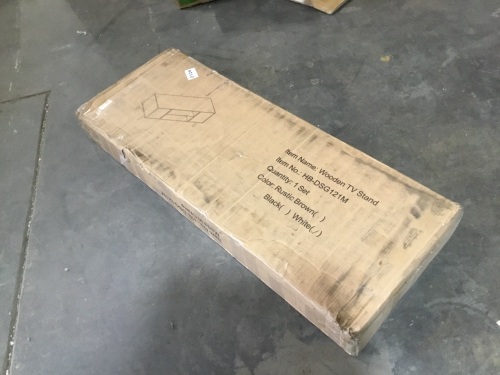 Item Name: Wooden TV Stand
Item No.: HB-DSG121M
Quantity: 1 Set
Color: Rustic Brown( )
Black( ) White(✓)